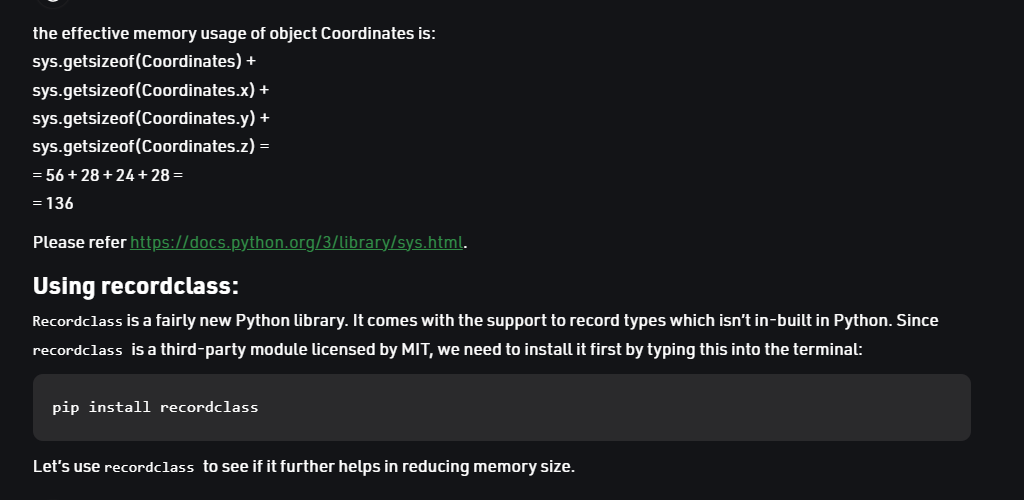 the effective memory usage of object Coordinates is:
sys.getsizeof(Coordinates) +
sys.getsizeof(Coordinates.x) +
sys.getsizeof(Coordinates.y) +
sys.getsizeof(Coordinates.z) =
= 56 + 28 + 24 + 28 =
= 136
Please refer https://docs.python.org/3/library/sys.html.
Using recordclass:
Recordclass is a fairly new Python library. It comes with the support to record types which isn’t in-built in Python. Since
recordclass is a third-party module licensed by MIT, we need to install it first by typing this into the terminal:
pip install recordclass
Let’s use recordclass to see if it further helps in reducing memory size.